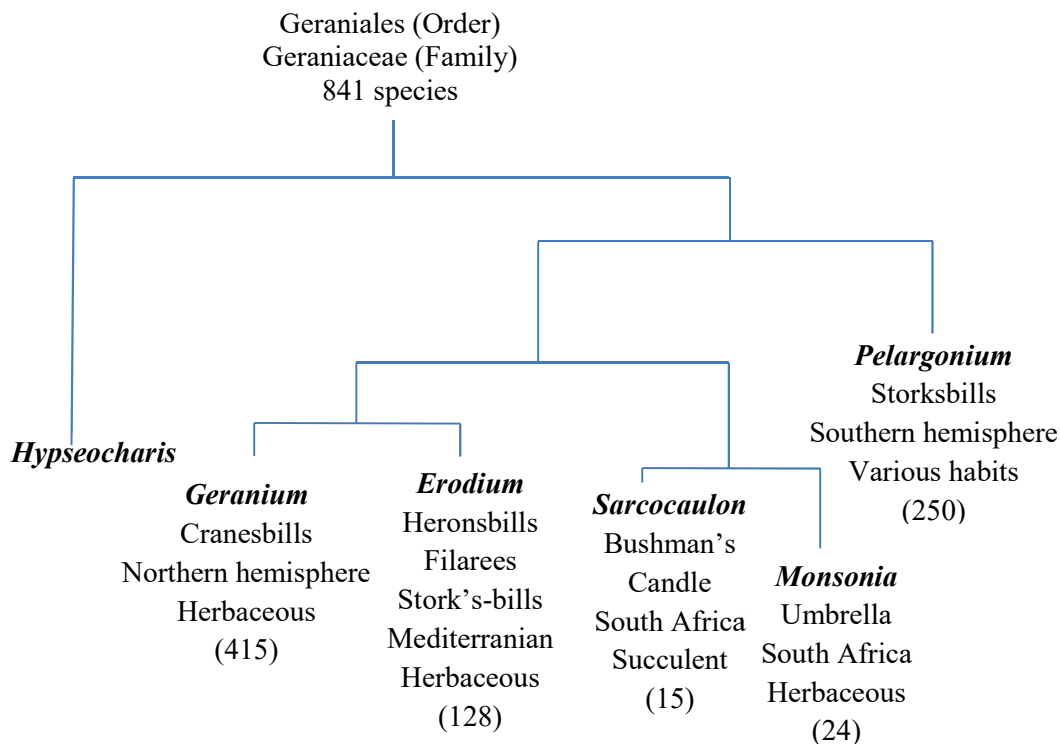 Geraniales (Order)
Geraniaceae (Family)
841 species
Hypseocharis
Geranium
Cranesbills
Northern hemisphere
Herbaceous
(415)
Erodium
Heronsbills
Filarees
Stork’s-bills
Mediterranian
Herbaceous
(128)
Sarcocaulon
Bushman’s
Candle
South Africa
Succulent
(15)
Monsonia
Umbrella
South Africa
Herbaceous
(24)
Pelargonium
Storksbills
Southern hemisphere
Various habits
(250)